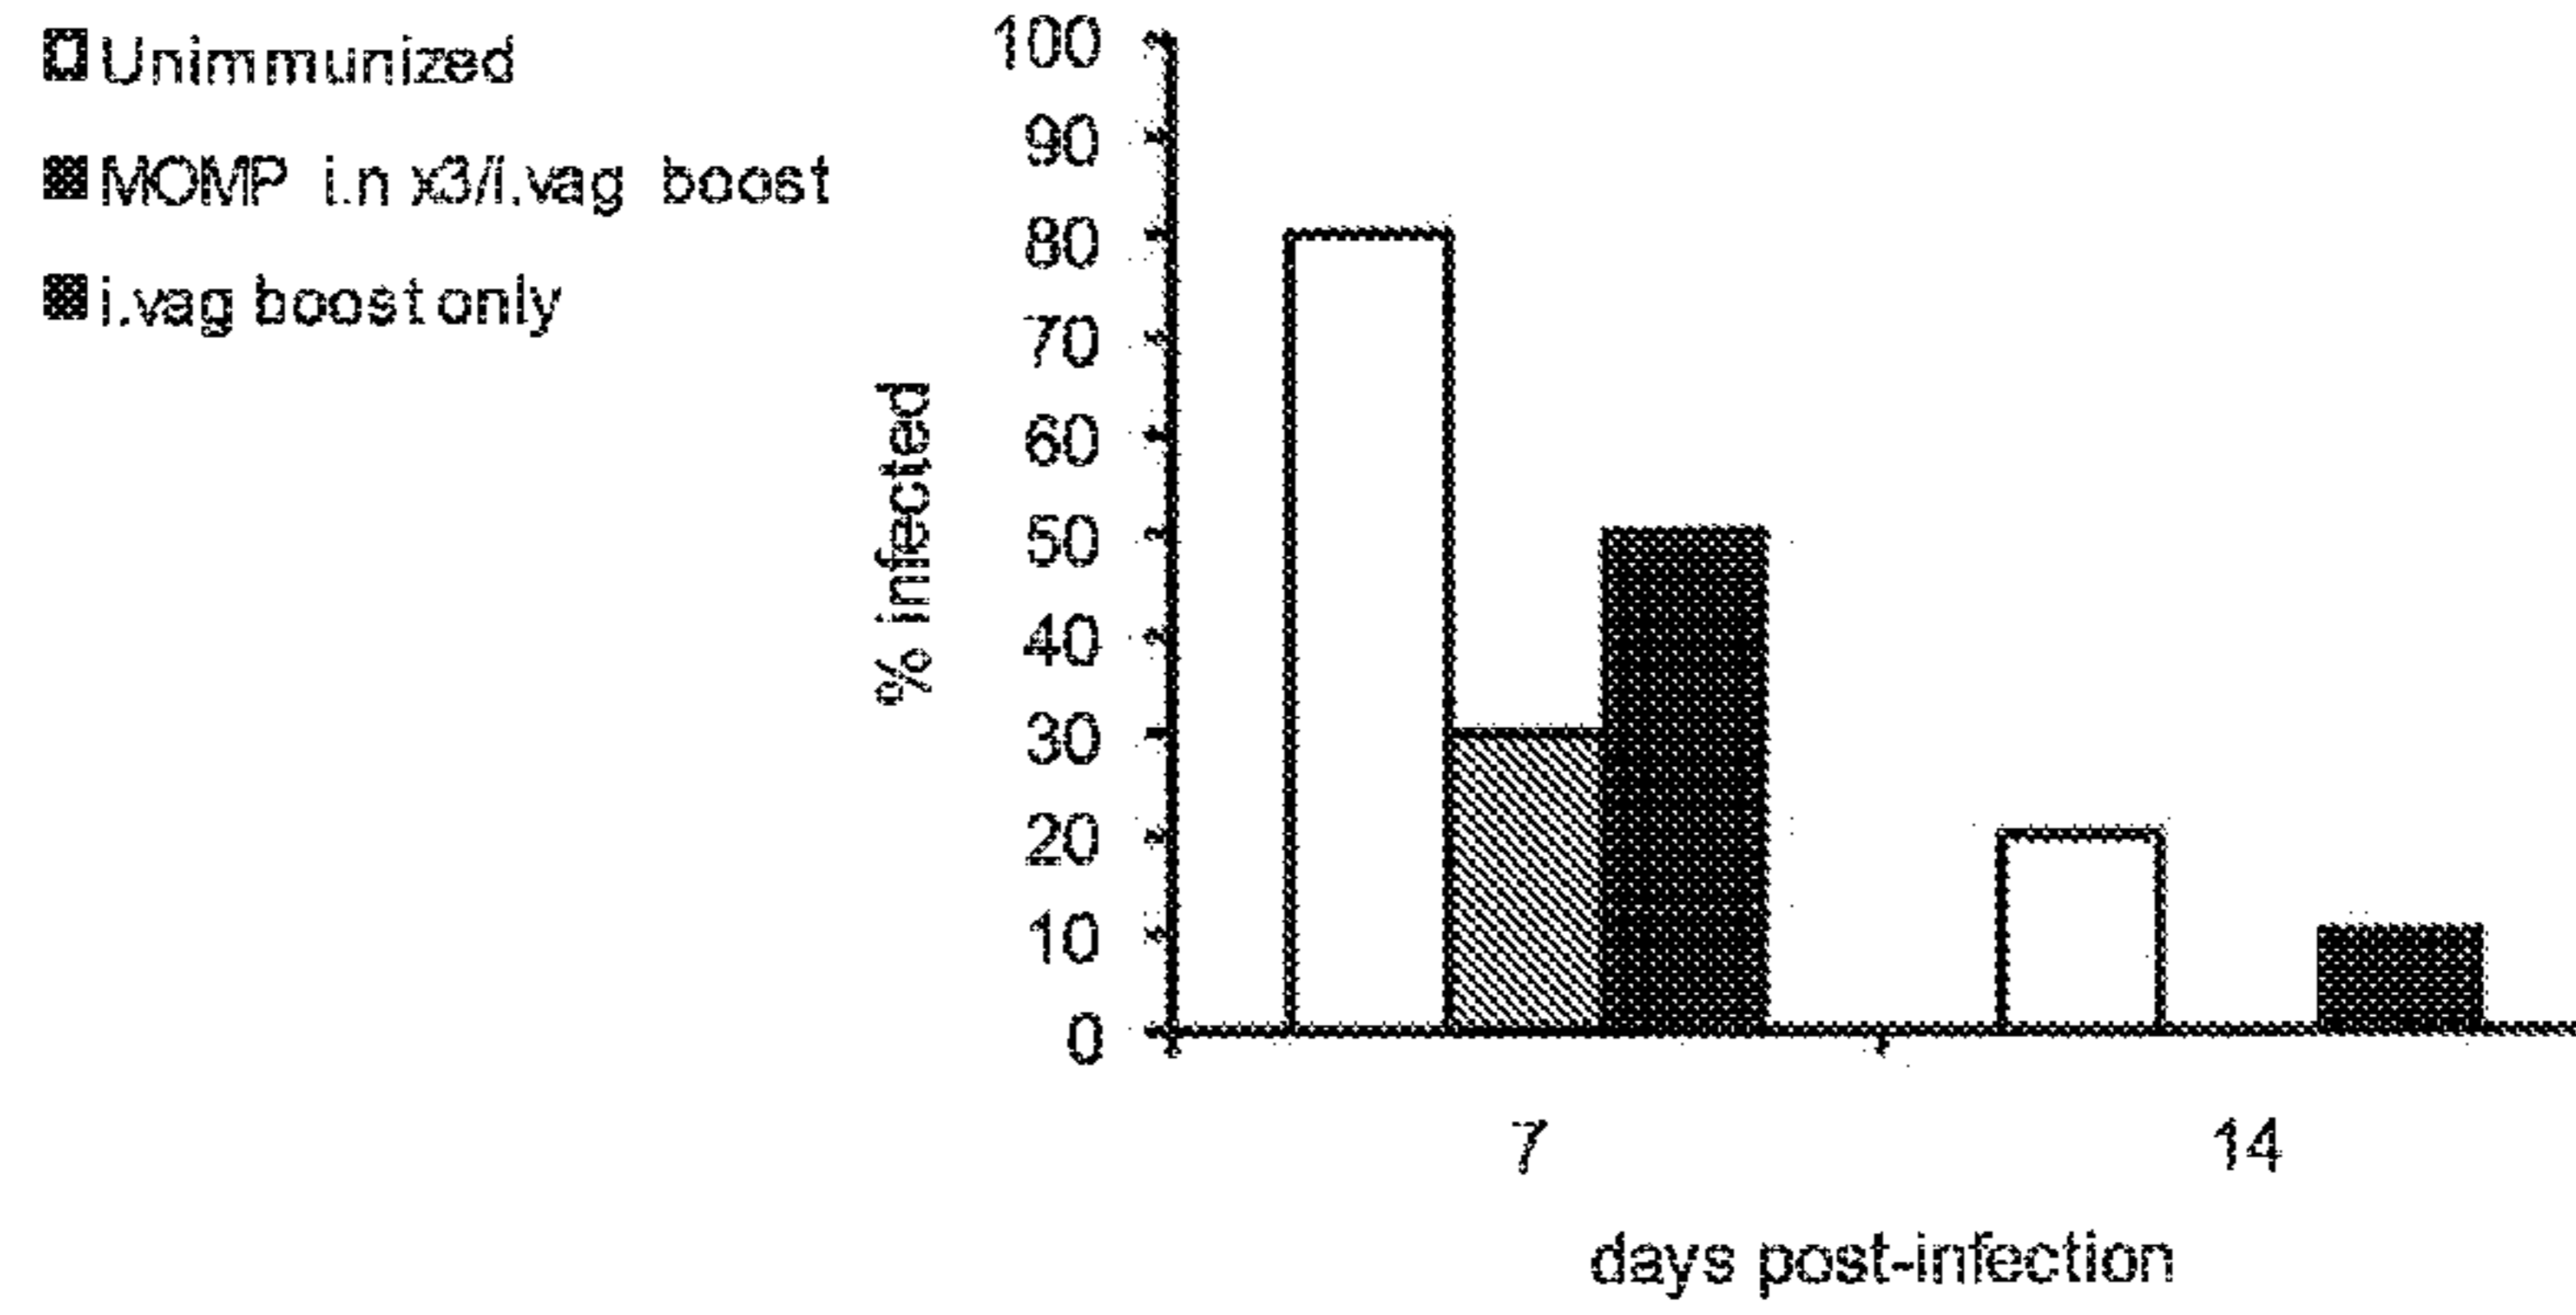 Unimmunized
MOMP i.n x3/i.vag boost
i.vag boost only
100
90
80
70
60
50
40
30
20
10
0
% infected
7
14
days post-infection